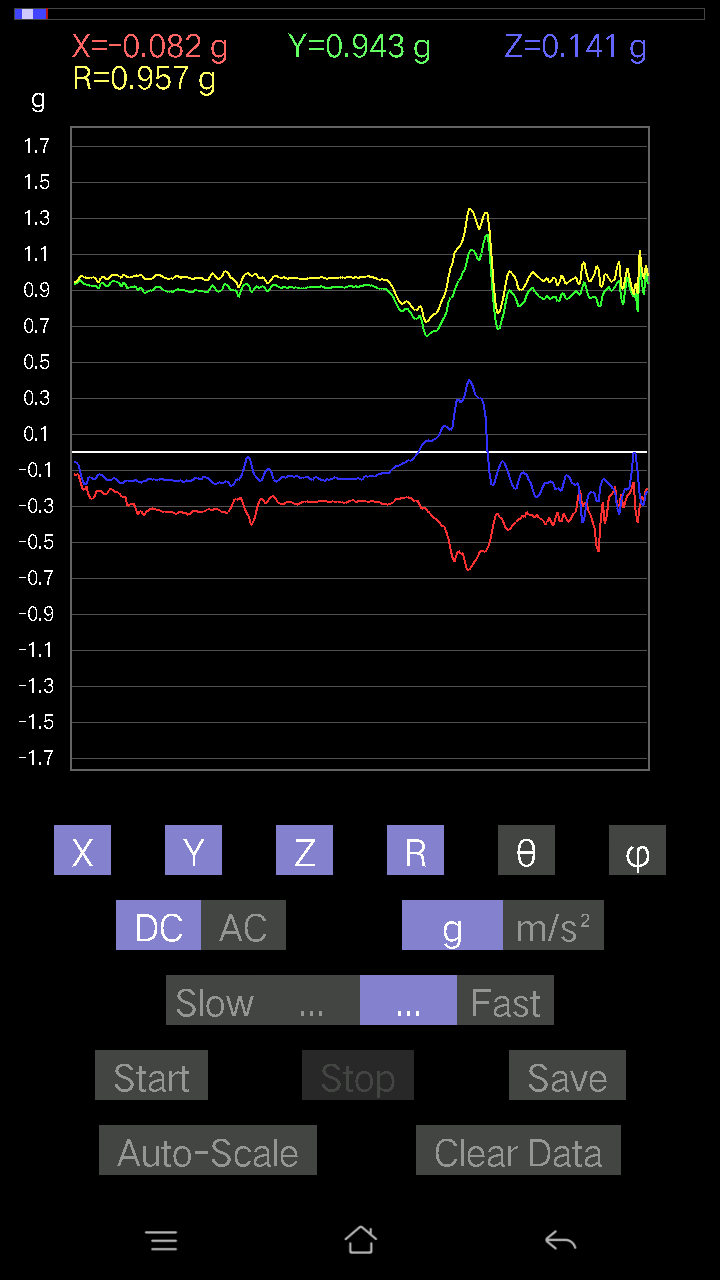 X=-0.082 g Y=0.943 g Z=0.141 g
R=0.957 g
g
1.7
1.5
1.3
1.1
0.9
0.7
0.5
0.3
0.1
-0.1
-0.3
-0.5
-0.7
-0.9
-1.1
-1.3
-1.5
-1.7
X Y Z R θ φ
DC AC g m/s²
Slow ... ... Fast
Start Stop Save
Auto-Scale Clear Data